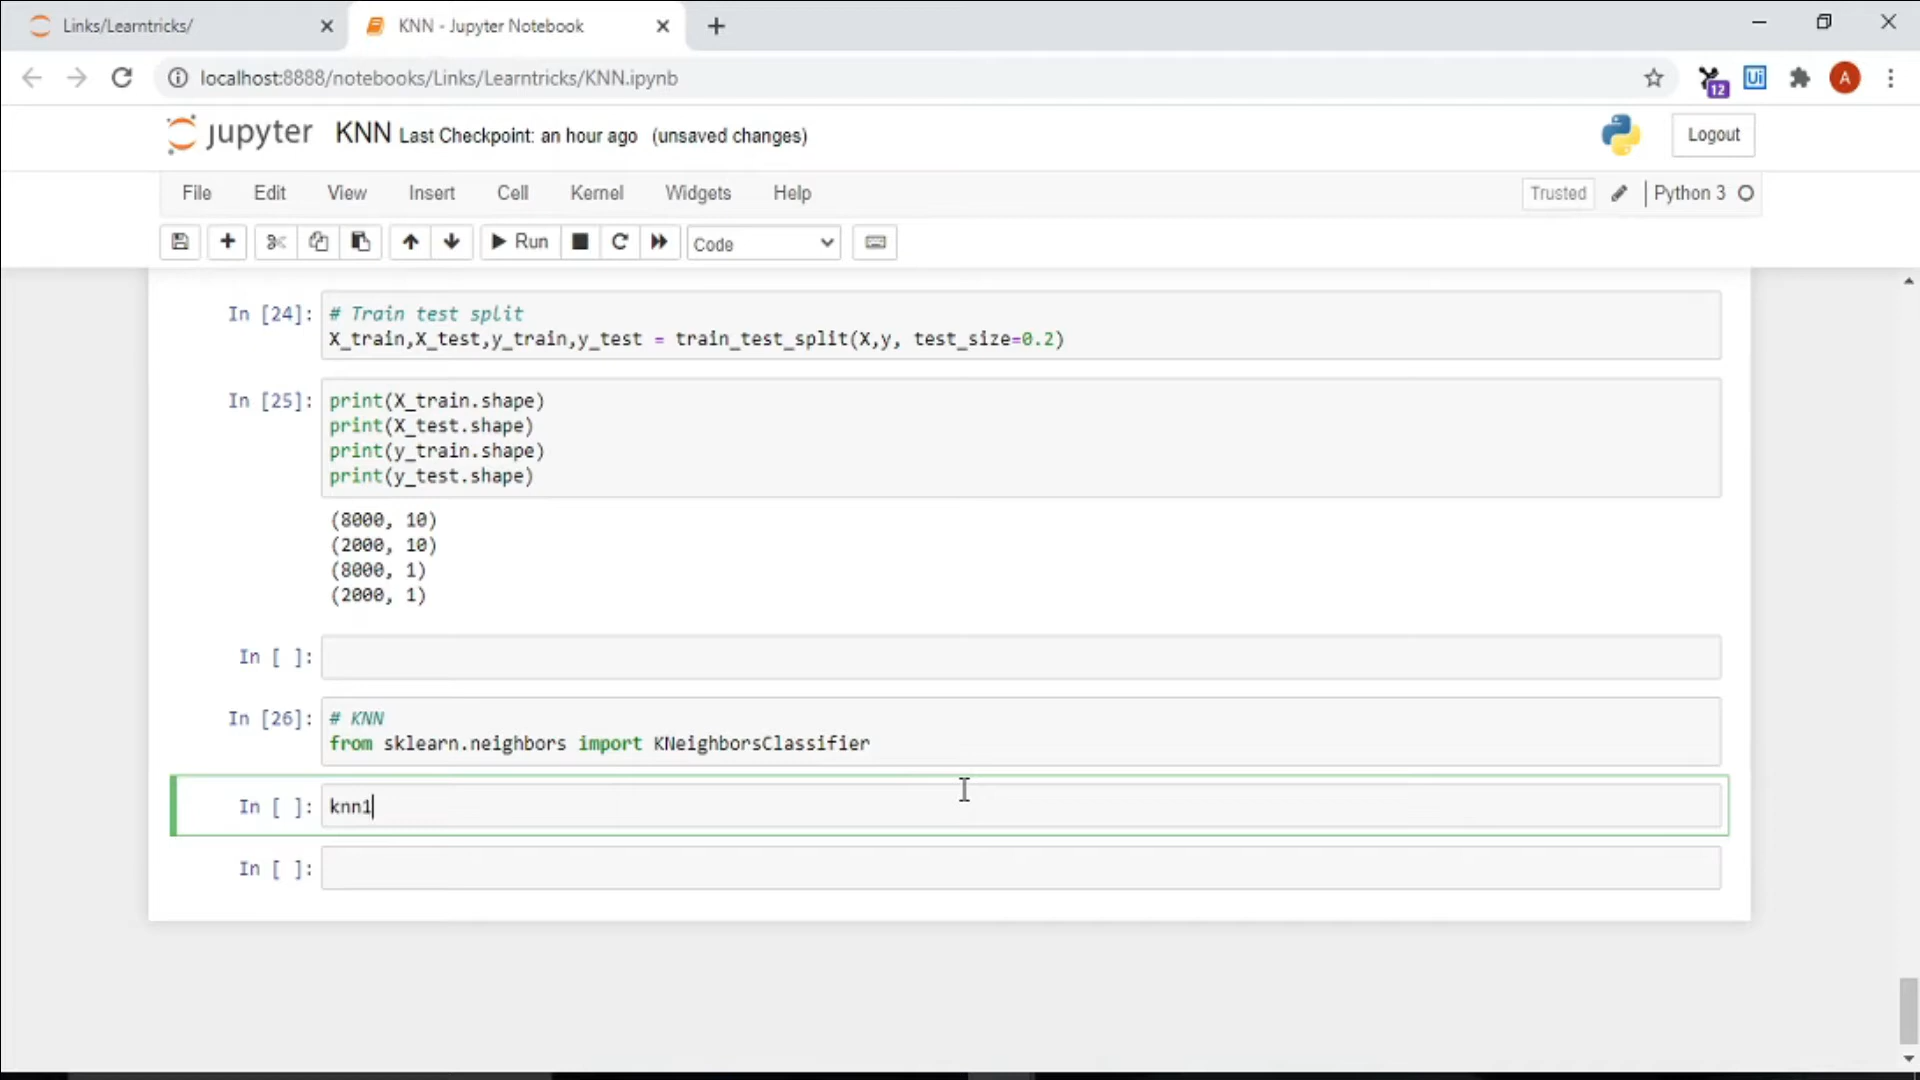 Links/Learntricks/
KNN - Jupyter Notebook
localhost:8888/notebooks/Links/Learntricks/KNN.ipynb
12
Ui
A
jupyter KNN Last Checkpoint: an hour ago (unsaved changes)
Logout
File Edit View Insert Cell Kernel Widgets Help
Trusted
Python 3
Run
Code
In [24]: # Train test split
X_train,X_test,y_train,y_test = train_test_split(X,y, test_size=0.2)
In [25]: print(X_train.shape)
print(X_test.shape)
print(y_train.shape)
print(y_test.shape)
(8000, 10)
(2000, 10)
(8000, 1)
(2000, 1)
In [ ]:
In [26]: # KNN
from sklearn.neighbors import KNeighborsClassifier
In [ ]: knn1
In [ ]: